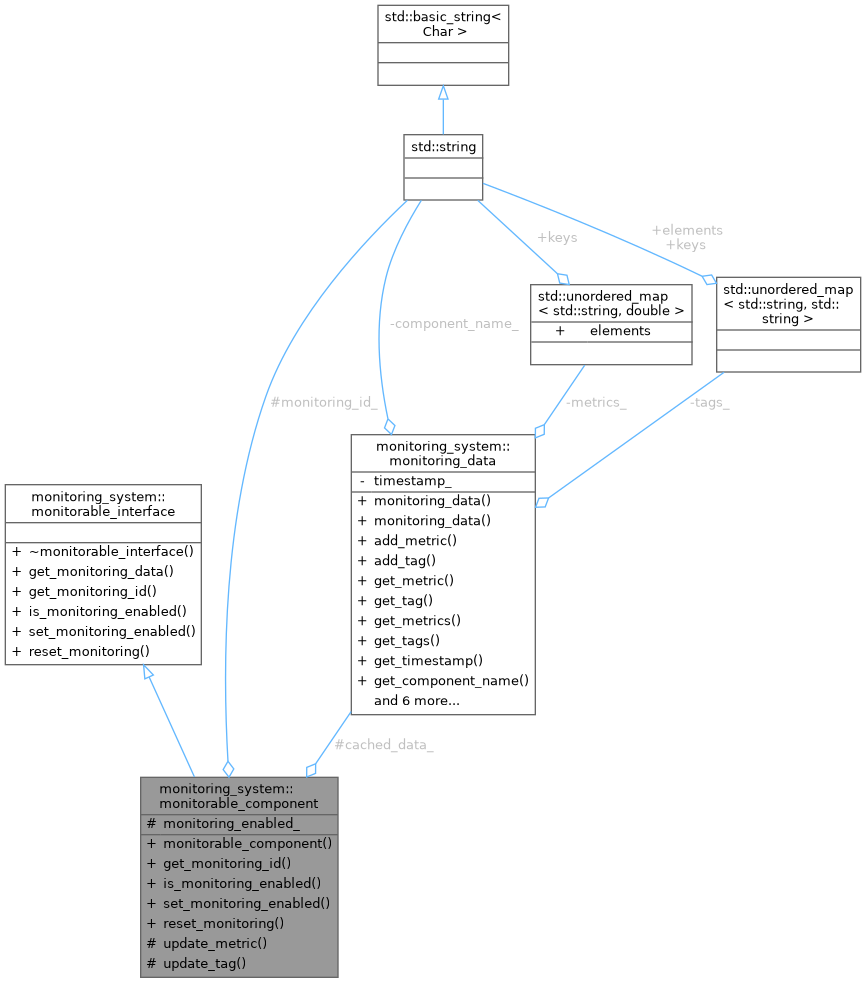 std::basic_string<
Char >
std::string
+keys
+elements
+keys
std::unordered_map
< std::string, double >
+ elements
std::unordered_map
< std::string, std::
string >
-component_name_
#monitoring_id_
-metrics_
-tags_
monitoring_system::
monitoring_data
- timestamp_
+ monitoring_data()
+ monitoring_data()
+ add_metric()
+ add_tag()
+ get_metric()
+ get_tag()
+ get_metrics()
+ get_tags()
+ get_timestamp()
+ get_component_name()
and 6 more...
monitoring_system::
monitorable_interface
+ ~monitorable_interface()
+ get_monitoring_data()
+ get_monitoring_id()
+ is_monitoring_enabled()
+ set_monitoring_enabled()
+ reset_monitoring()
#cached_data_
monitoring_system::
monitorable_component
# monitoring_enabled_
+ monitorable_component()
+ get_monitoring_id()
+ is_monitoring_enabled()
+ set_monitoring_enabled()
+ reset_monitoring()
# update_metric()
# update_tag()